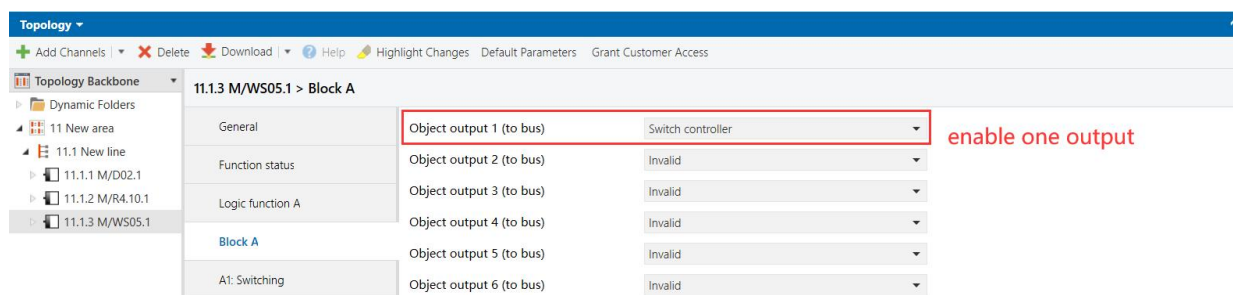 Topology
Add Channels Delete Download Help Highlight Changes Default Parameters Grant Customer Access
Topology Backbone
Dynamic Folders
11 New area
11.1 New line
11.1.1 M/D02.1
11.1.2 M/R4.10.1
11.1.3 M/WS05.1
11.1.3 M/WS05.1 > Block A
General
Function status
Logic function A
Block A
A1: Switching
Object output 1 (to bus) Switch controller
Object output 2 (to bus) Invalid
Object output 3 (to bus) Invalid
Object output 4 (to bus) Invalid
Object output 5 (to bus) Invalid
Object output 6 (to bus) Invalid
enable one output